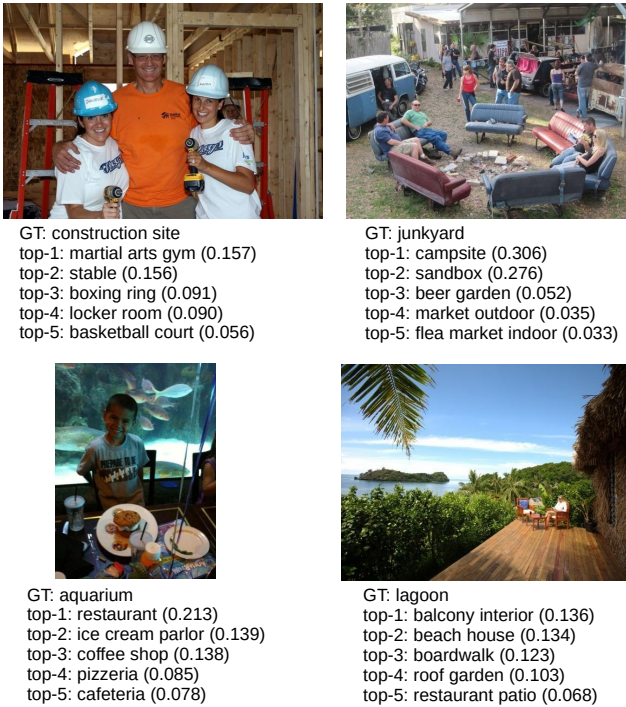 GT: construction site
top-1: martial arts gym (0.157)
top-2: stable (0.156)
top-3: boxing ring (0.091)
top-4: locker room (0.090)
top-5: basketball court (0.056)
GT: junkyard
top-1: campsite (0.306)
top-2: sandbox (0.276)
top-3: beer garden (0.052)
top-4: market outdoor (0.035)
top-5: flea market indoor (0.033)
GT: aquarium
top-1: restaurant (0.213)
top-2: ice cream parlor (0.139)
top-3: coffee shop (0.138)
top-4: pizzeria (0.085)
top-5: cafeteria (0.078)
GT: lagoon
top-1: balcony interior (0.136)
top-2: beach house (0.134)
top-3: boardwalk (0.123)
top-4: roof garden (0.103)
top-5: restaurant patio (0.068)